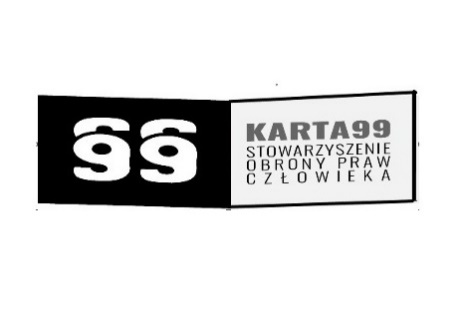 99
KARTA99
STOWARZYSZENIE
OBRONY PRAW
CZŁOWIEKA